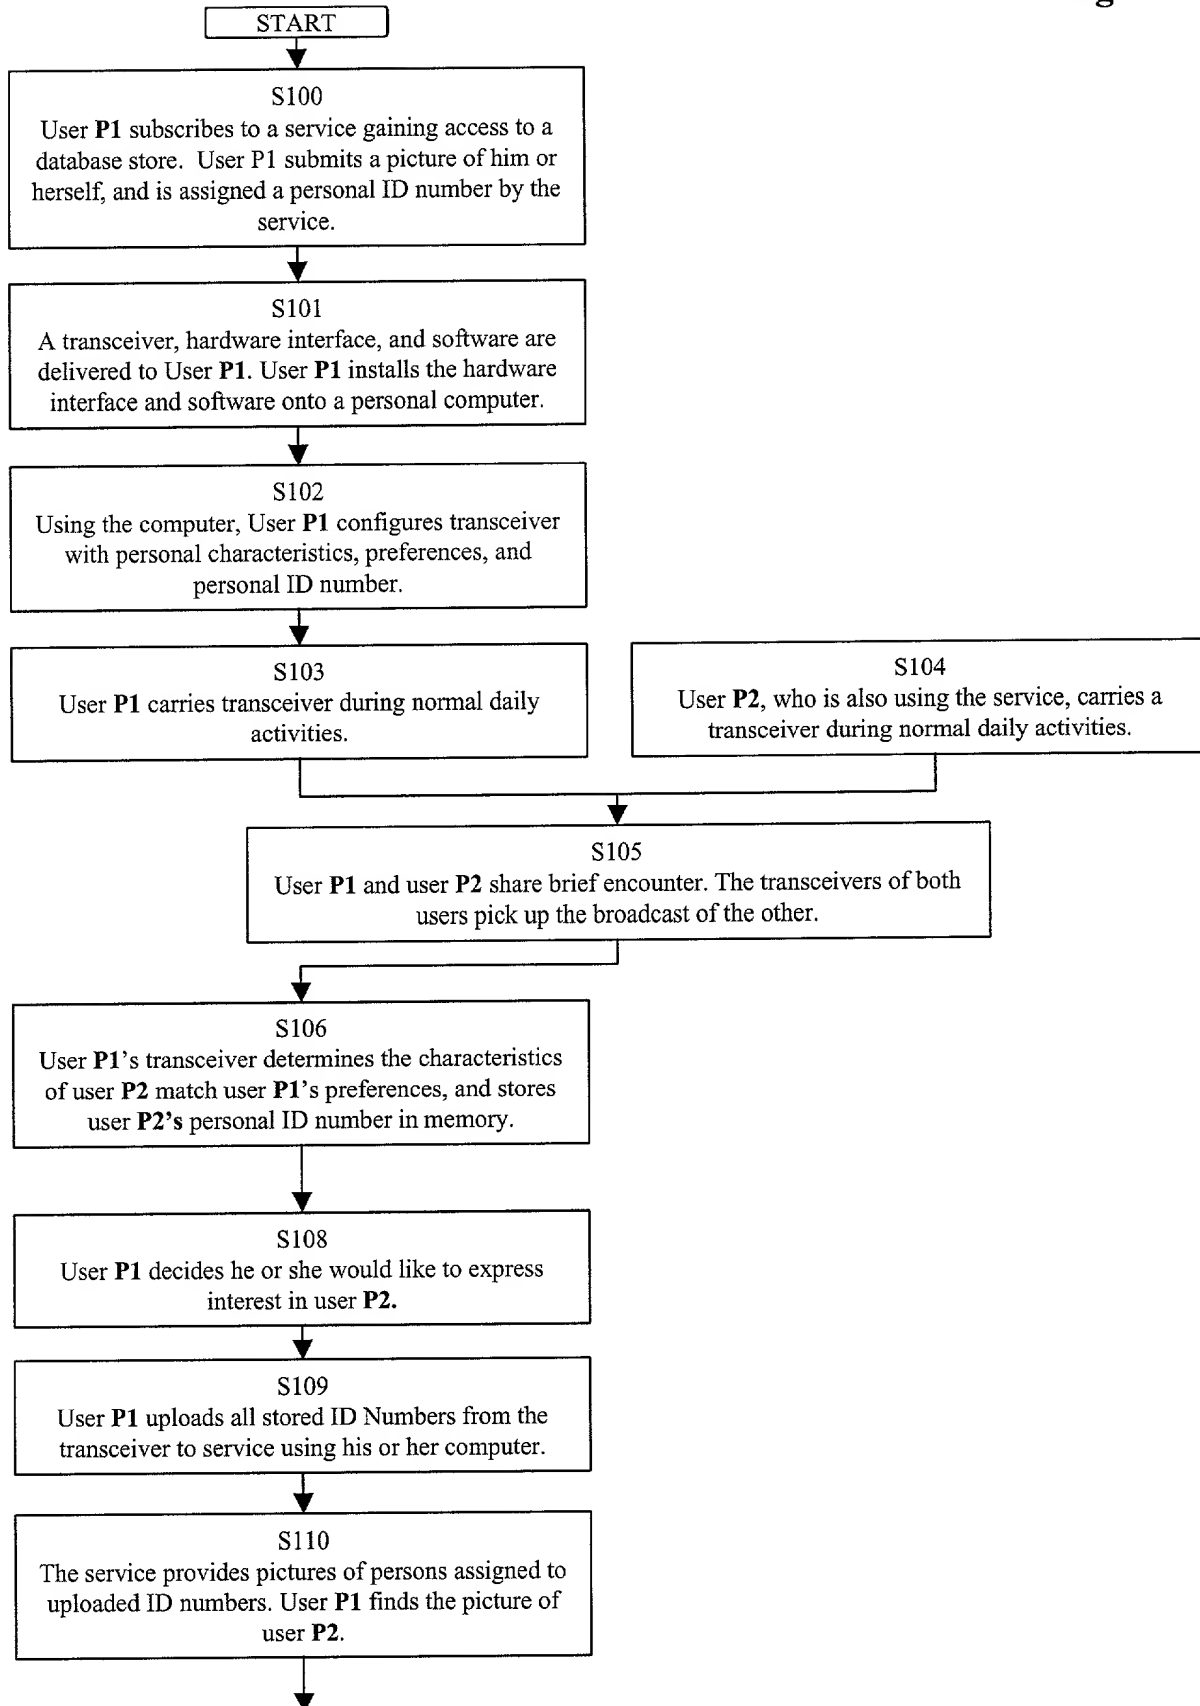 START
S100
User P1 subscribes to a service gaining access to a
database store. User P1 submits a picture of him or
herself, and is assigned a personal ID number by the
service.
S101
A transceiver, hardware interface, and software are
delivered to User P1. User P1 installs the hardware
interface and software onto a personal computer.
S102
Using the computer, User P1 configures transceiver
with personal characteristics, preferences, and
personal ID number.
S103
User P1 carries transceiver during normal daily
activities.
S104
User P2, who is also using the service, carries a
transceiver during normal daily activities.
S105
User P1 and user P2 share brief encounter. The transceivers of both
users pick up the broadcast of the other.
S106
User P1's transceiver determines the characteristics
of user P2 match user P1's preferences, and stores
user P2's personal ID number in memory.
S108
User P1 decides he or she would like to express
interest in user P2.
S109
User P1 uploads all stored ID Numbers from the
transceiver to service using his or her computer.
S110
The service provides pictures of persons assigned to
uploaded ID numbers. User P1 finds the picture of
user P2.